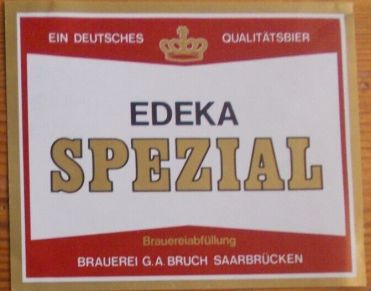 EIN DEUTSCHES QUALITÄTSBIER
EDEKA
SPEZIAL
Brauereiabfüllung
BRAUEREI G.A. BRUCH SAARBRÜCKEN